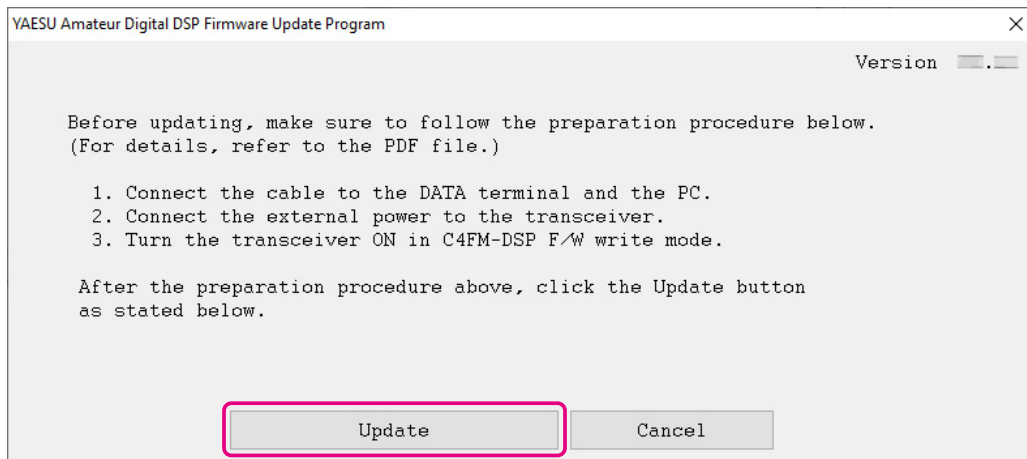 YAESU Amateur Digital DSP Firmware Update Program
Version
Before updating, make sure to follow the preparation procedure below.
(For details, refer to the PDF file.)
1. Connect the cable to the DATA terminal and the PC.
2. Connect the external power to the transceiver.
3. Turn the transceiver ON in C4FM-DSP F/W write mode.
After the preparation procedure above, click the Update button
as stated below.
Update Cancel